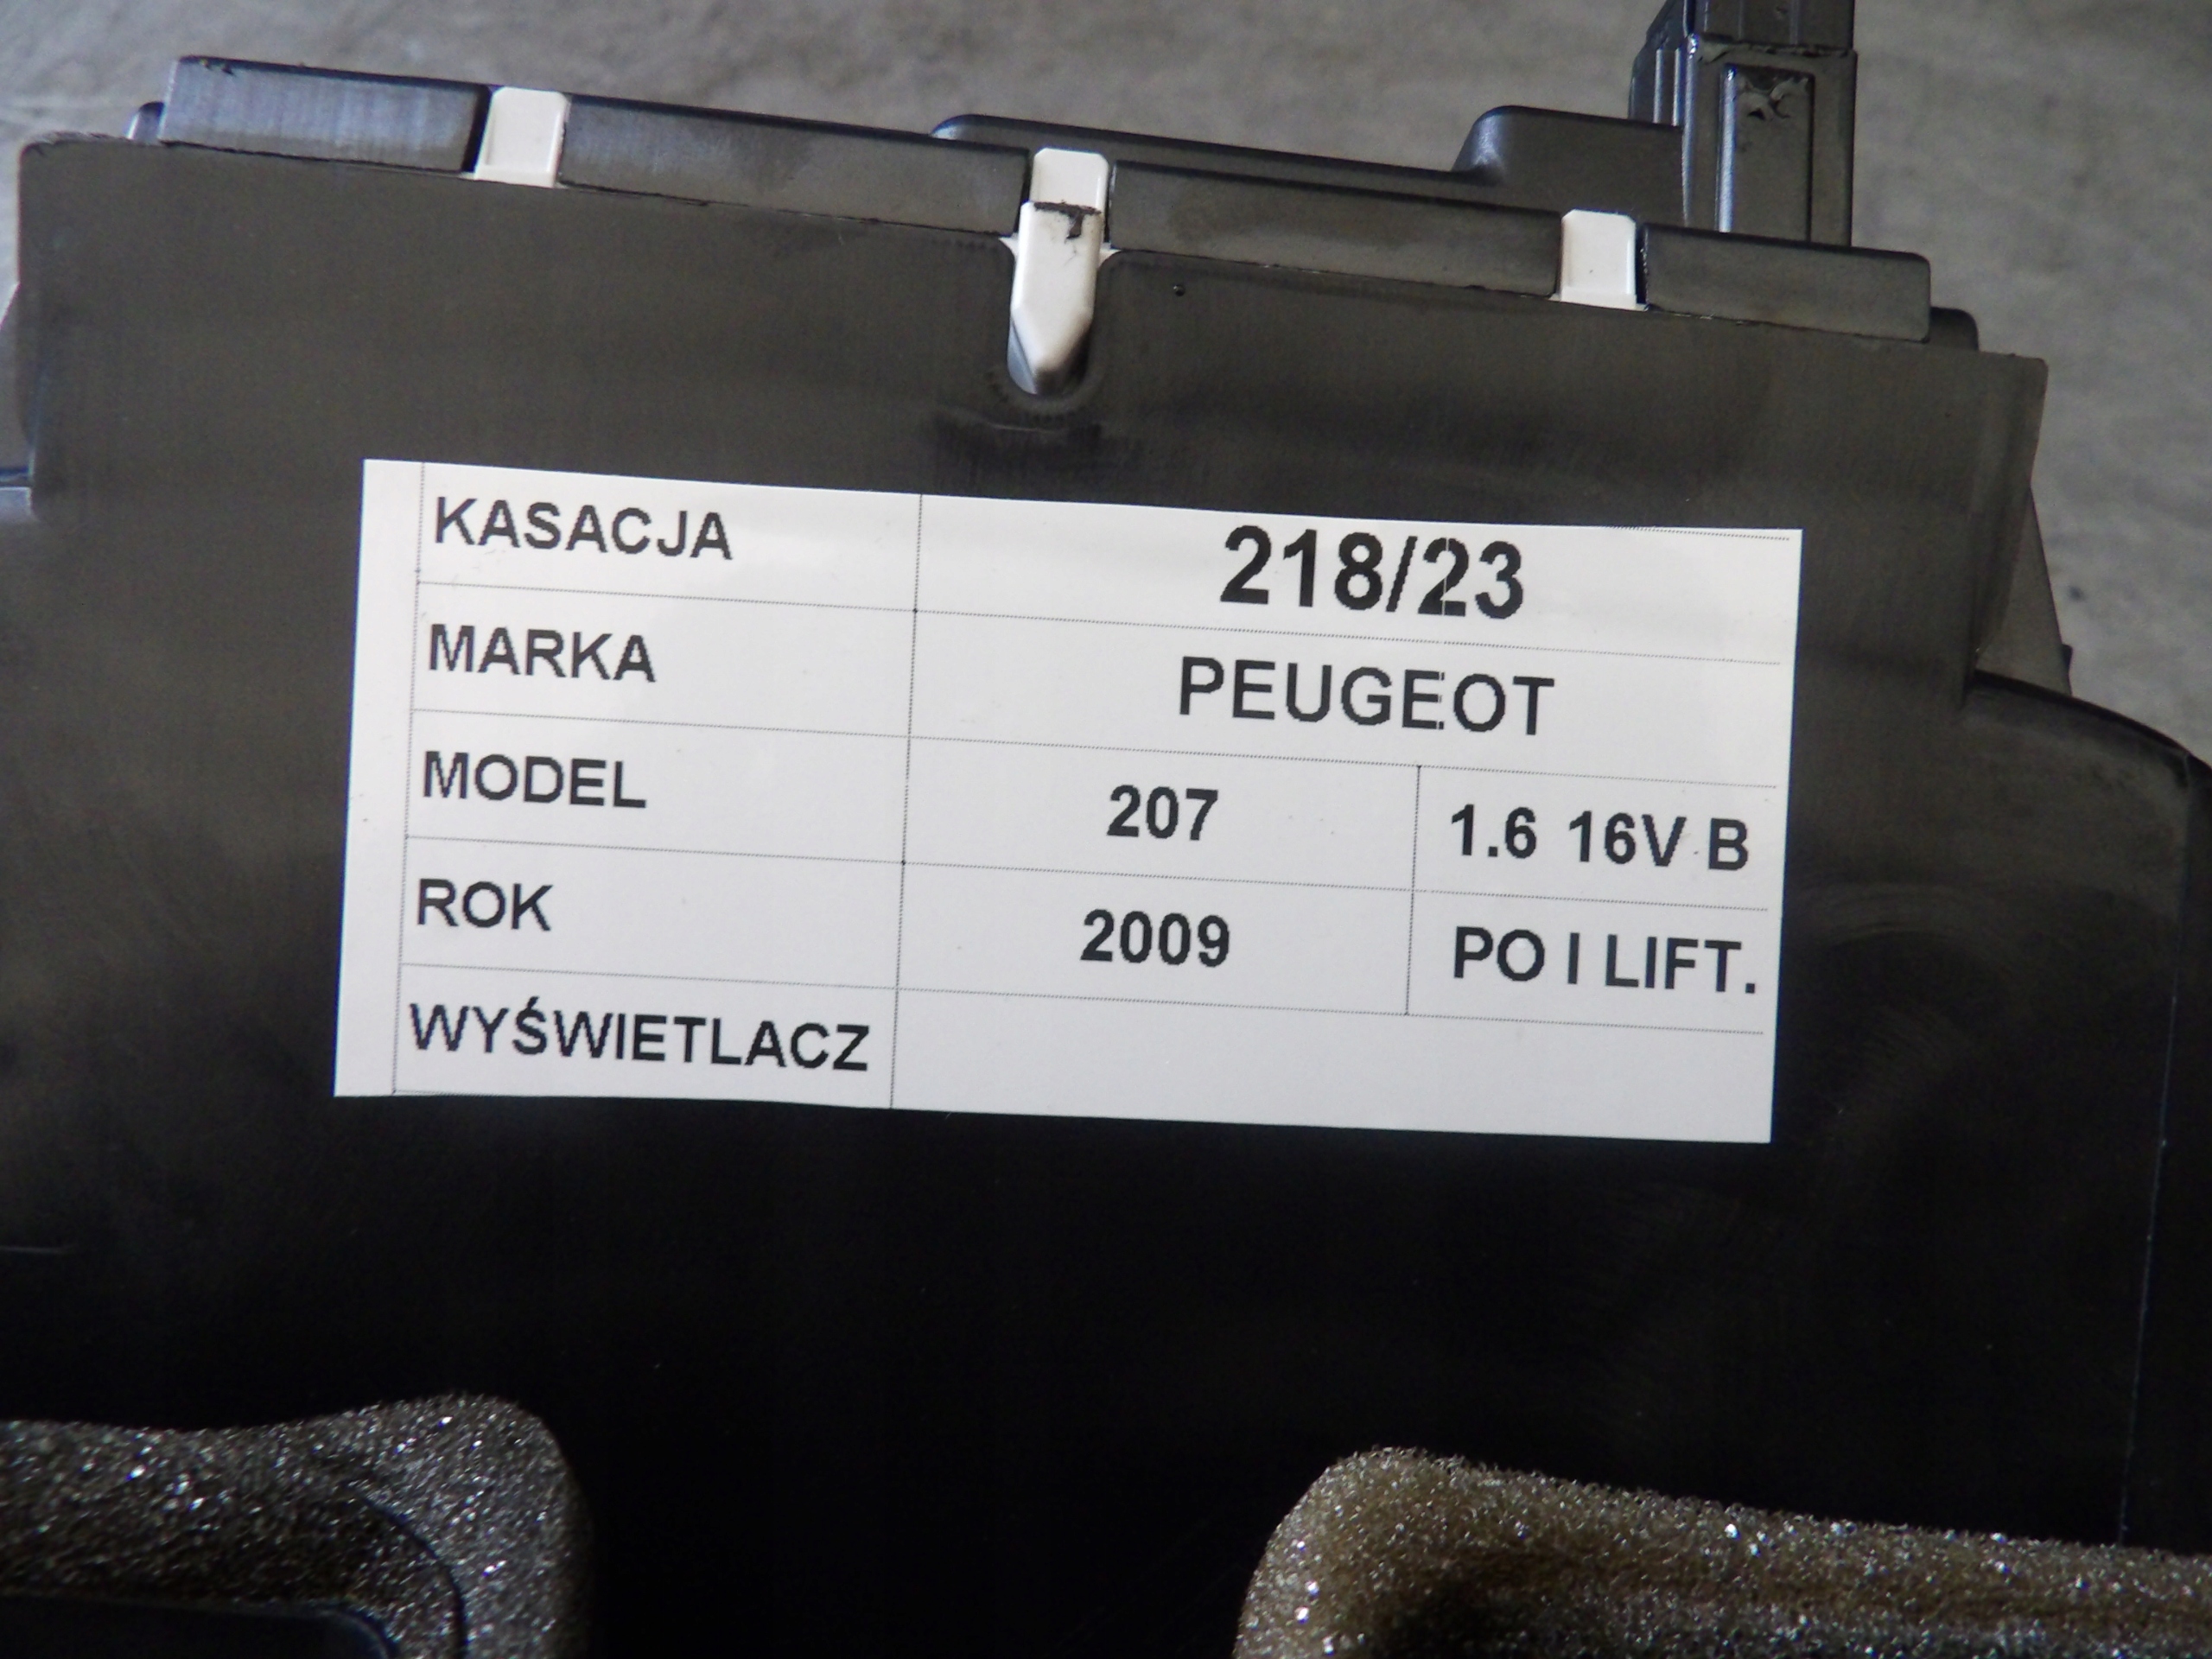 KASACJA 218/23
MARKA PEUGEOT
MODEL 207 1.6 16V B
ROK 2009 PO I LIFT.
WYŚWIETLACZ